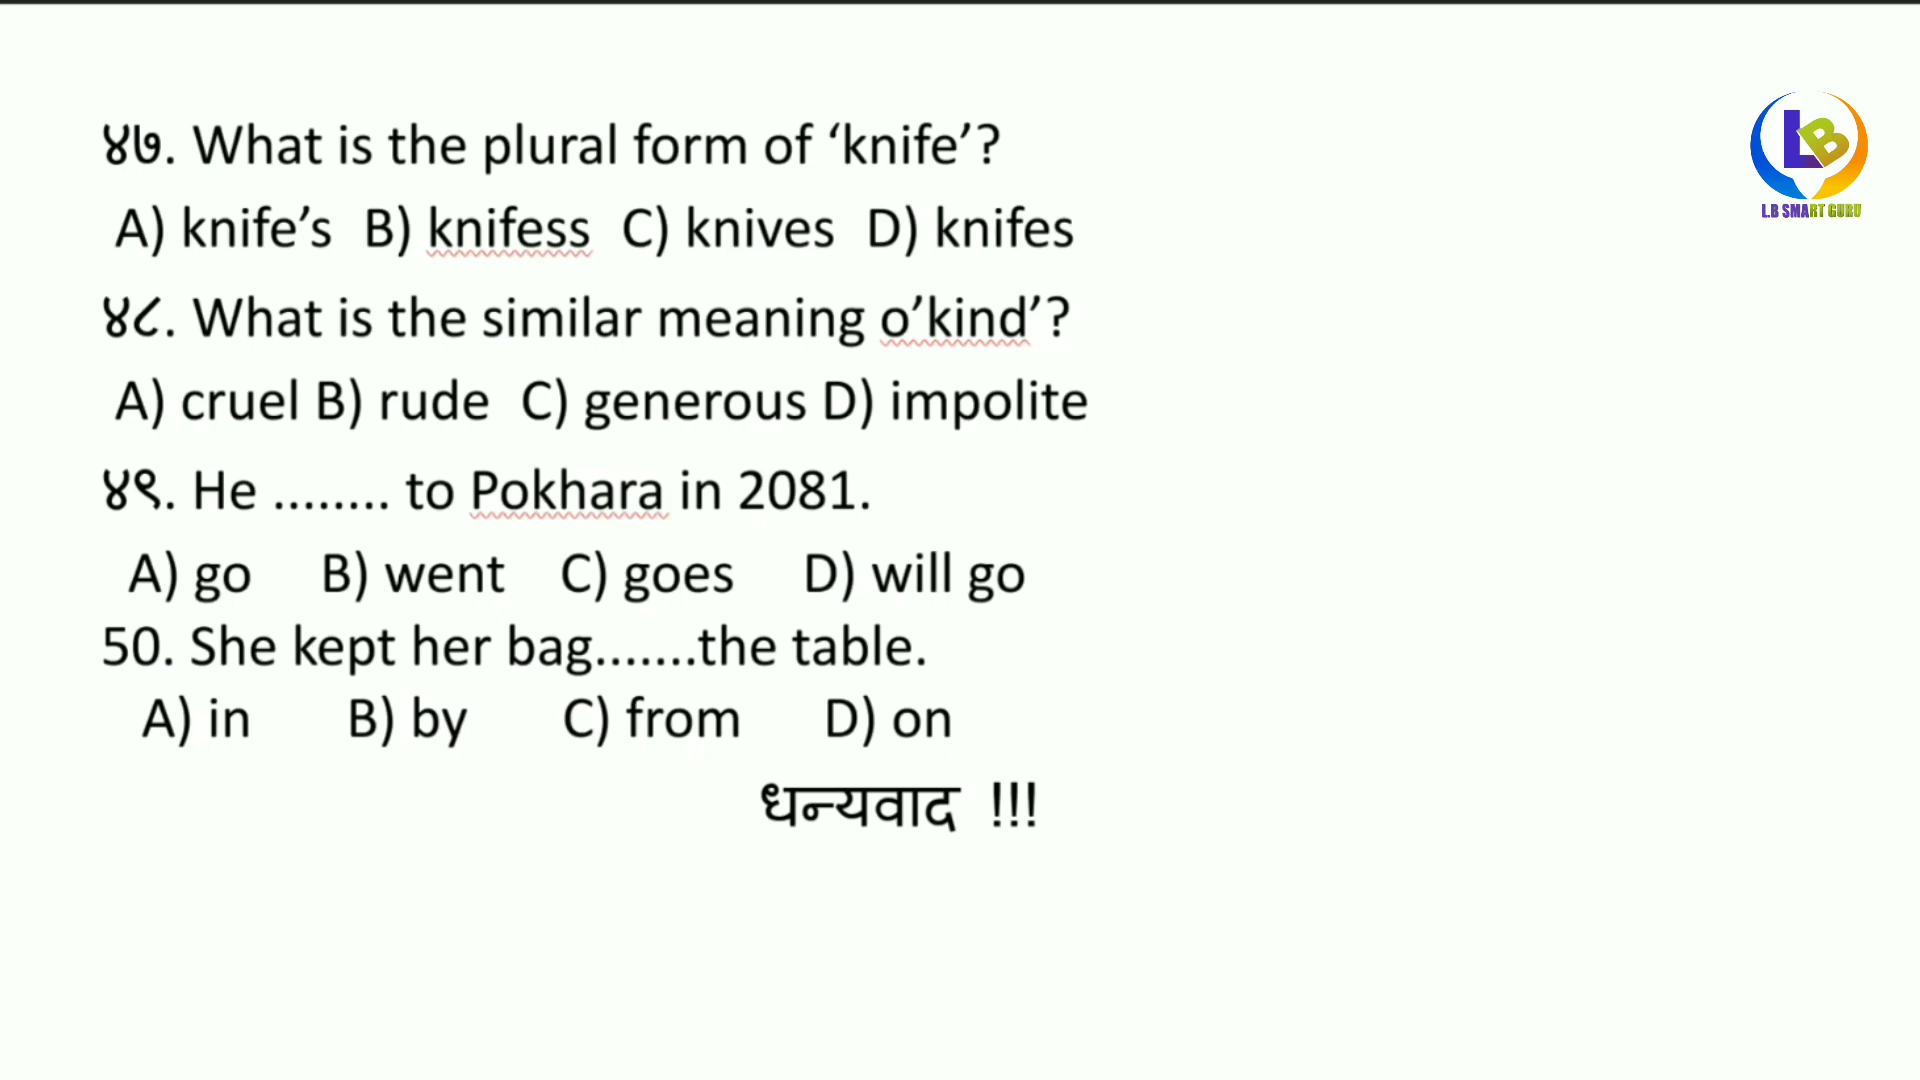 ४७. What is the plural form of ‘knife’?
A) knife’s B) knifess C) knives D) knifes
४८. What is the similar meaning o’kind’?
A) cruel B) rude C) generous D) impolite
४९. He ........ to Pokhara in 2081.
A) go B) went C) goes D) will go
50. She kept her bag.......the table.
A) in B) by C) from D) on
धन्यवाद !!!
LB
L.B SMART GURU